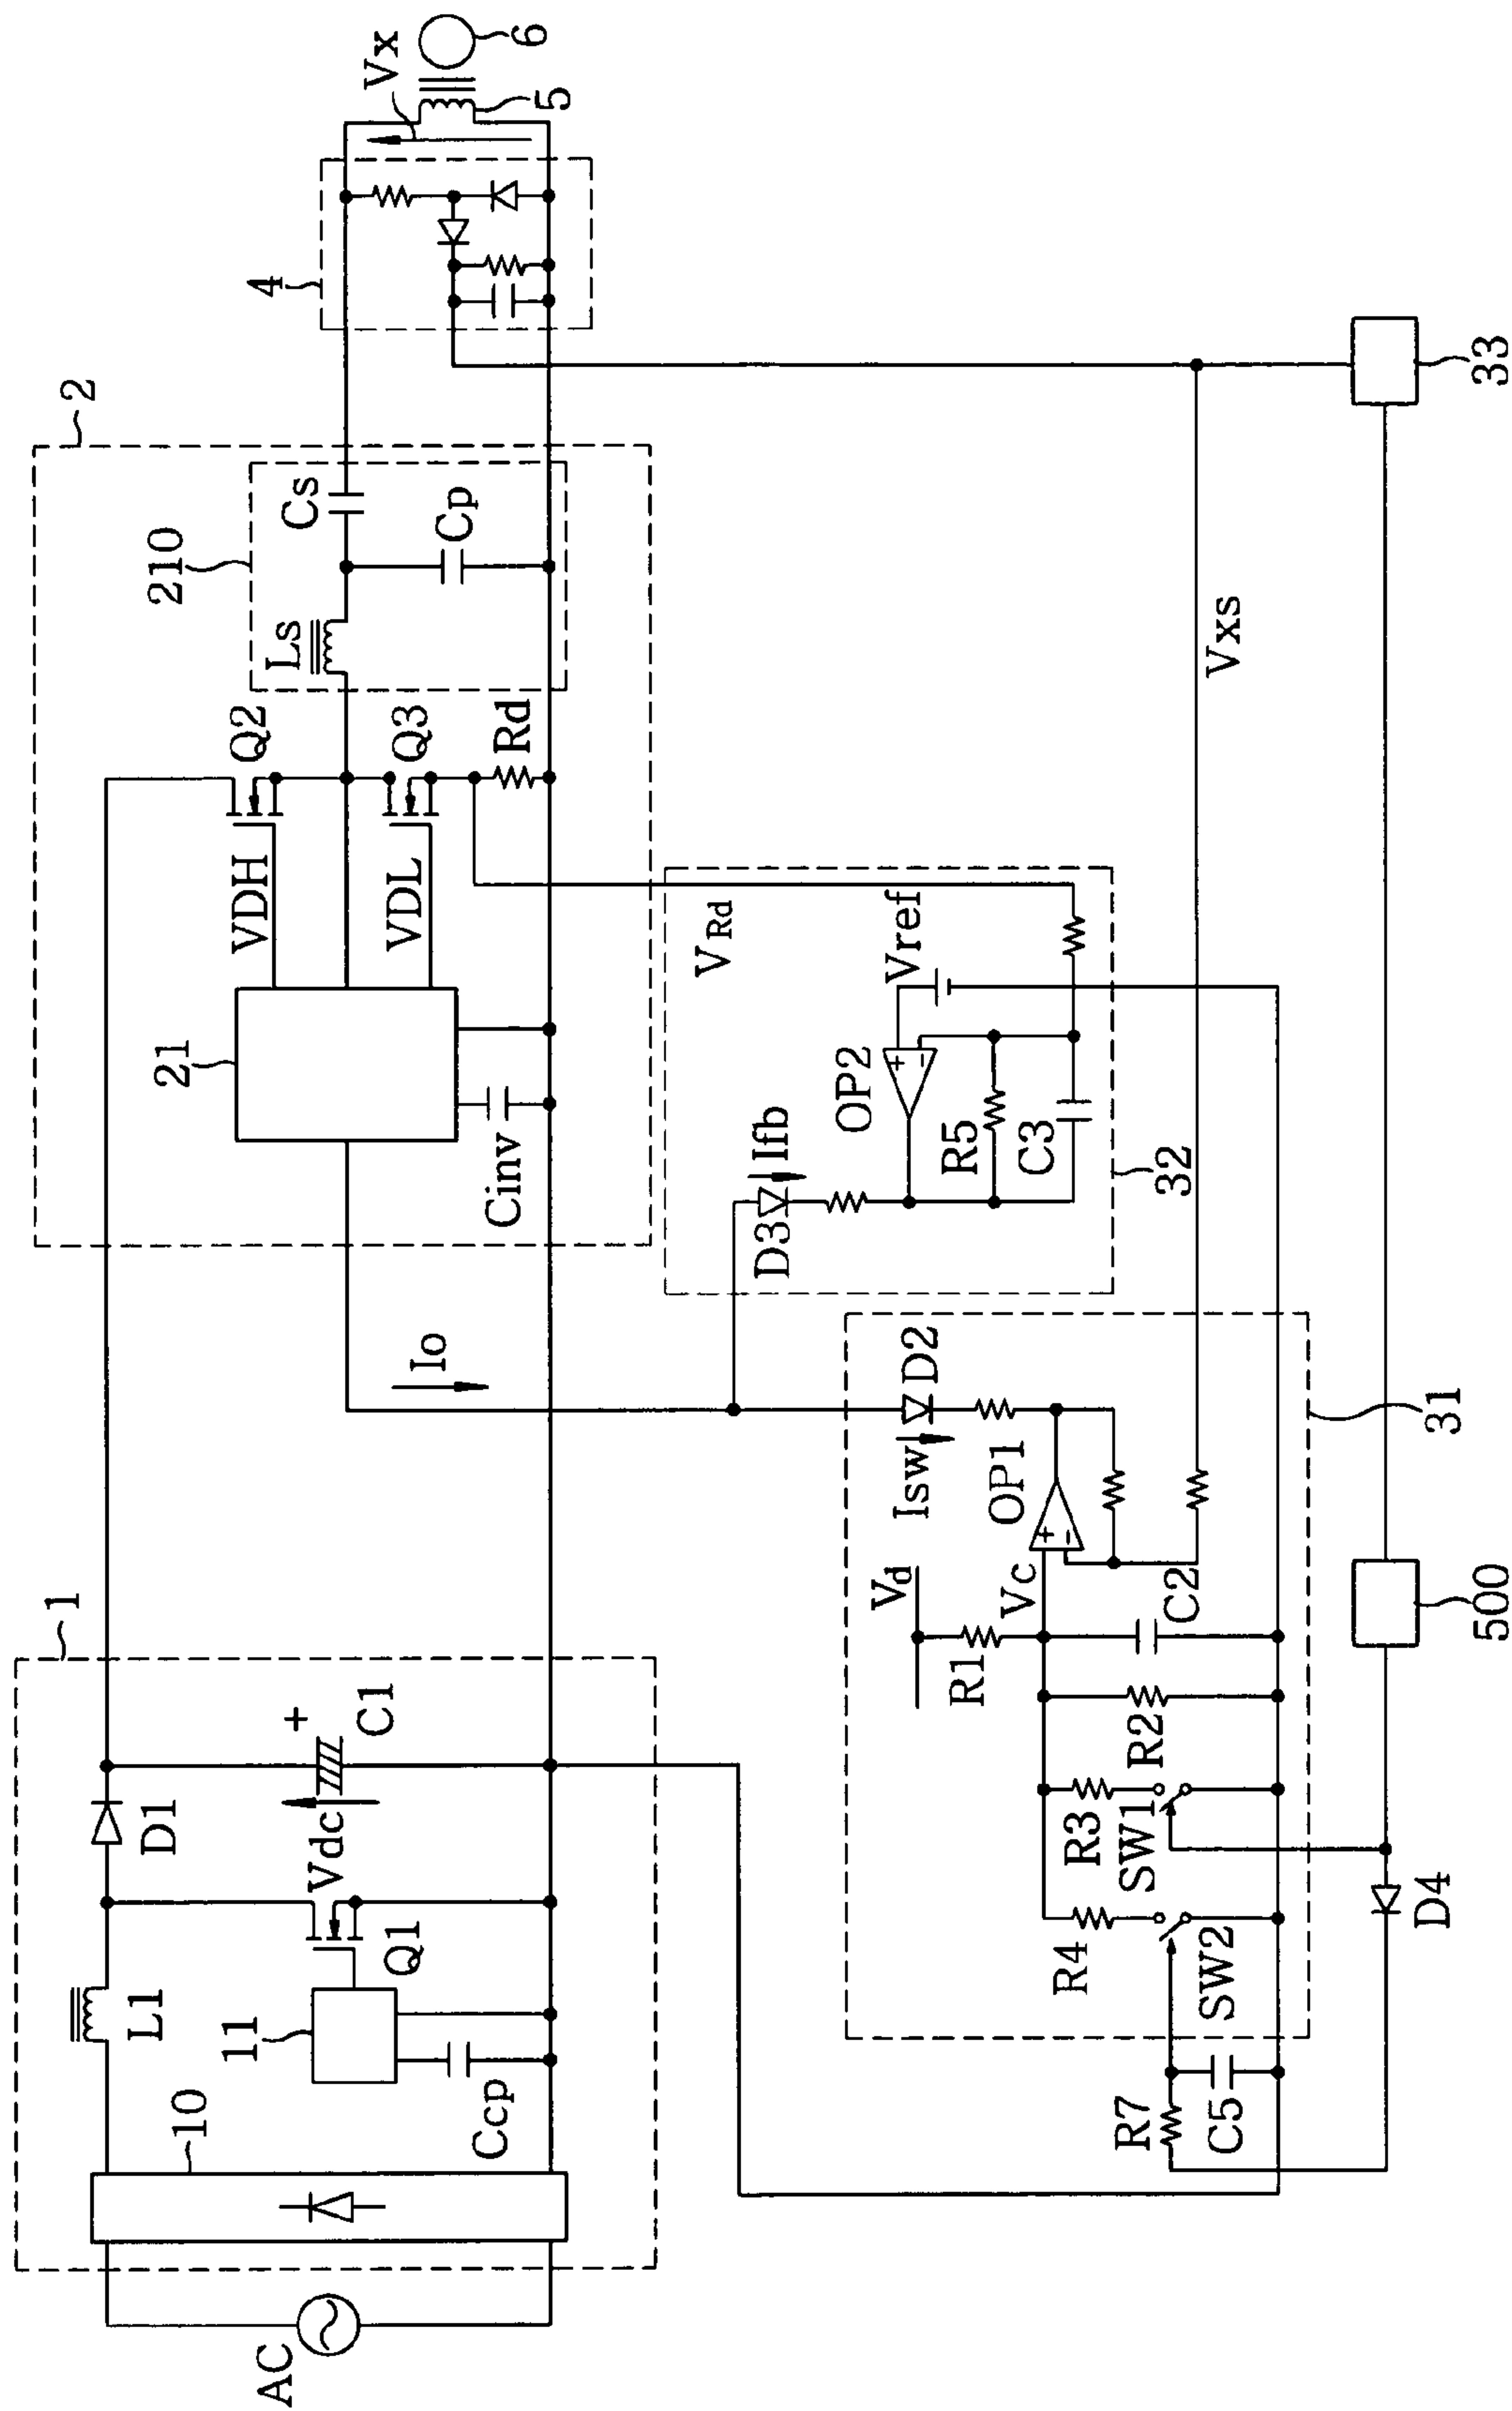 AC
1
10
L1
D1
+
C1
Vdc
Q1
11
Ccp
2
21
Cinv
VDH
VDL
Q2
Q3
Rd
210
Ls
Cs
Cp
4
Vx
5
6
Io
32
VRd
Vref
+
−
OP2
R5
C3
D3
Ifb
31
Vd
Vc
R1
R2
R3
R4
SW1
SW2
C2
+
−
OP1
Isw
D2
Vxs
R7
C5
D4
500
33